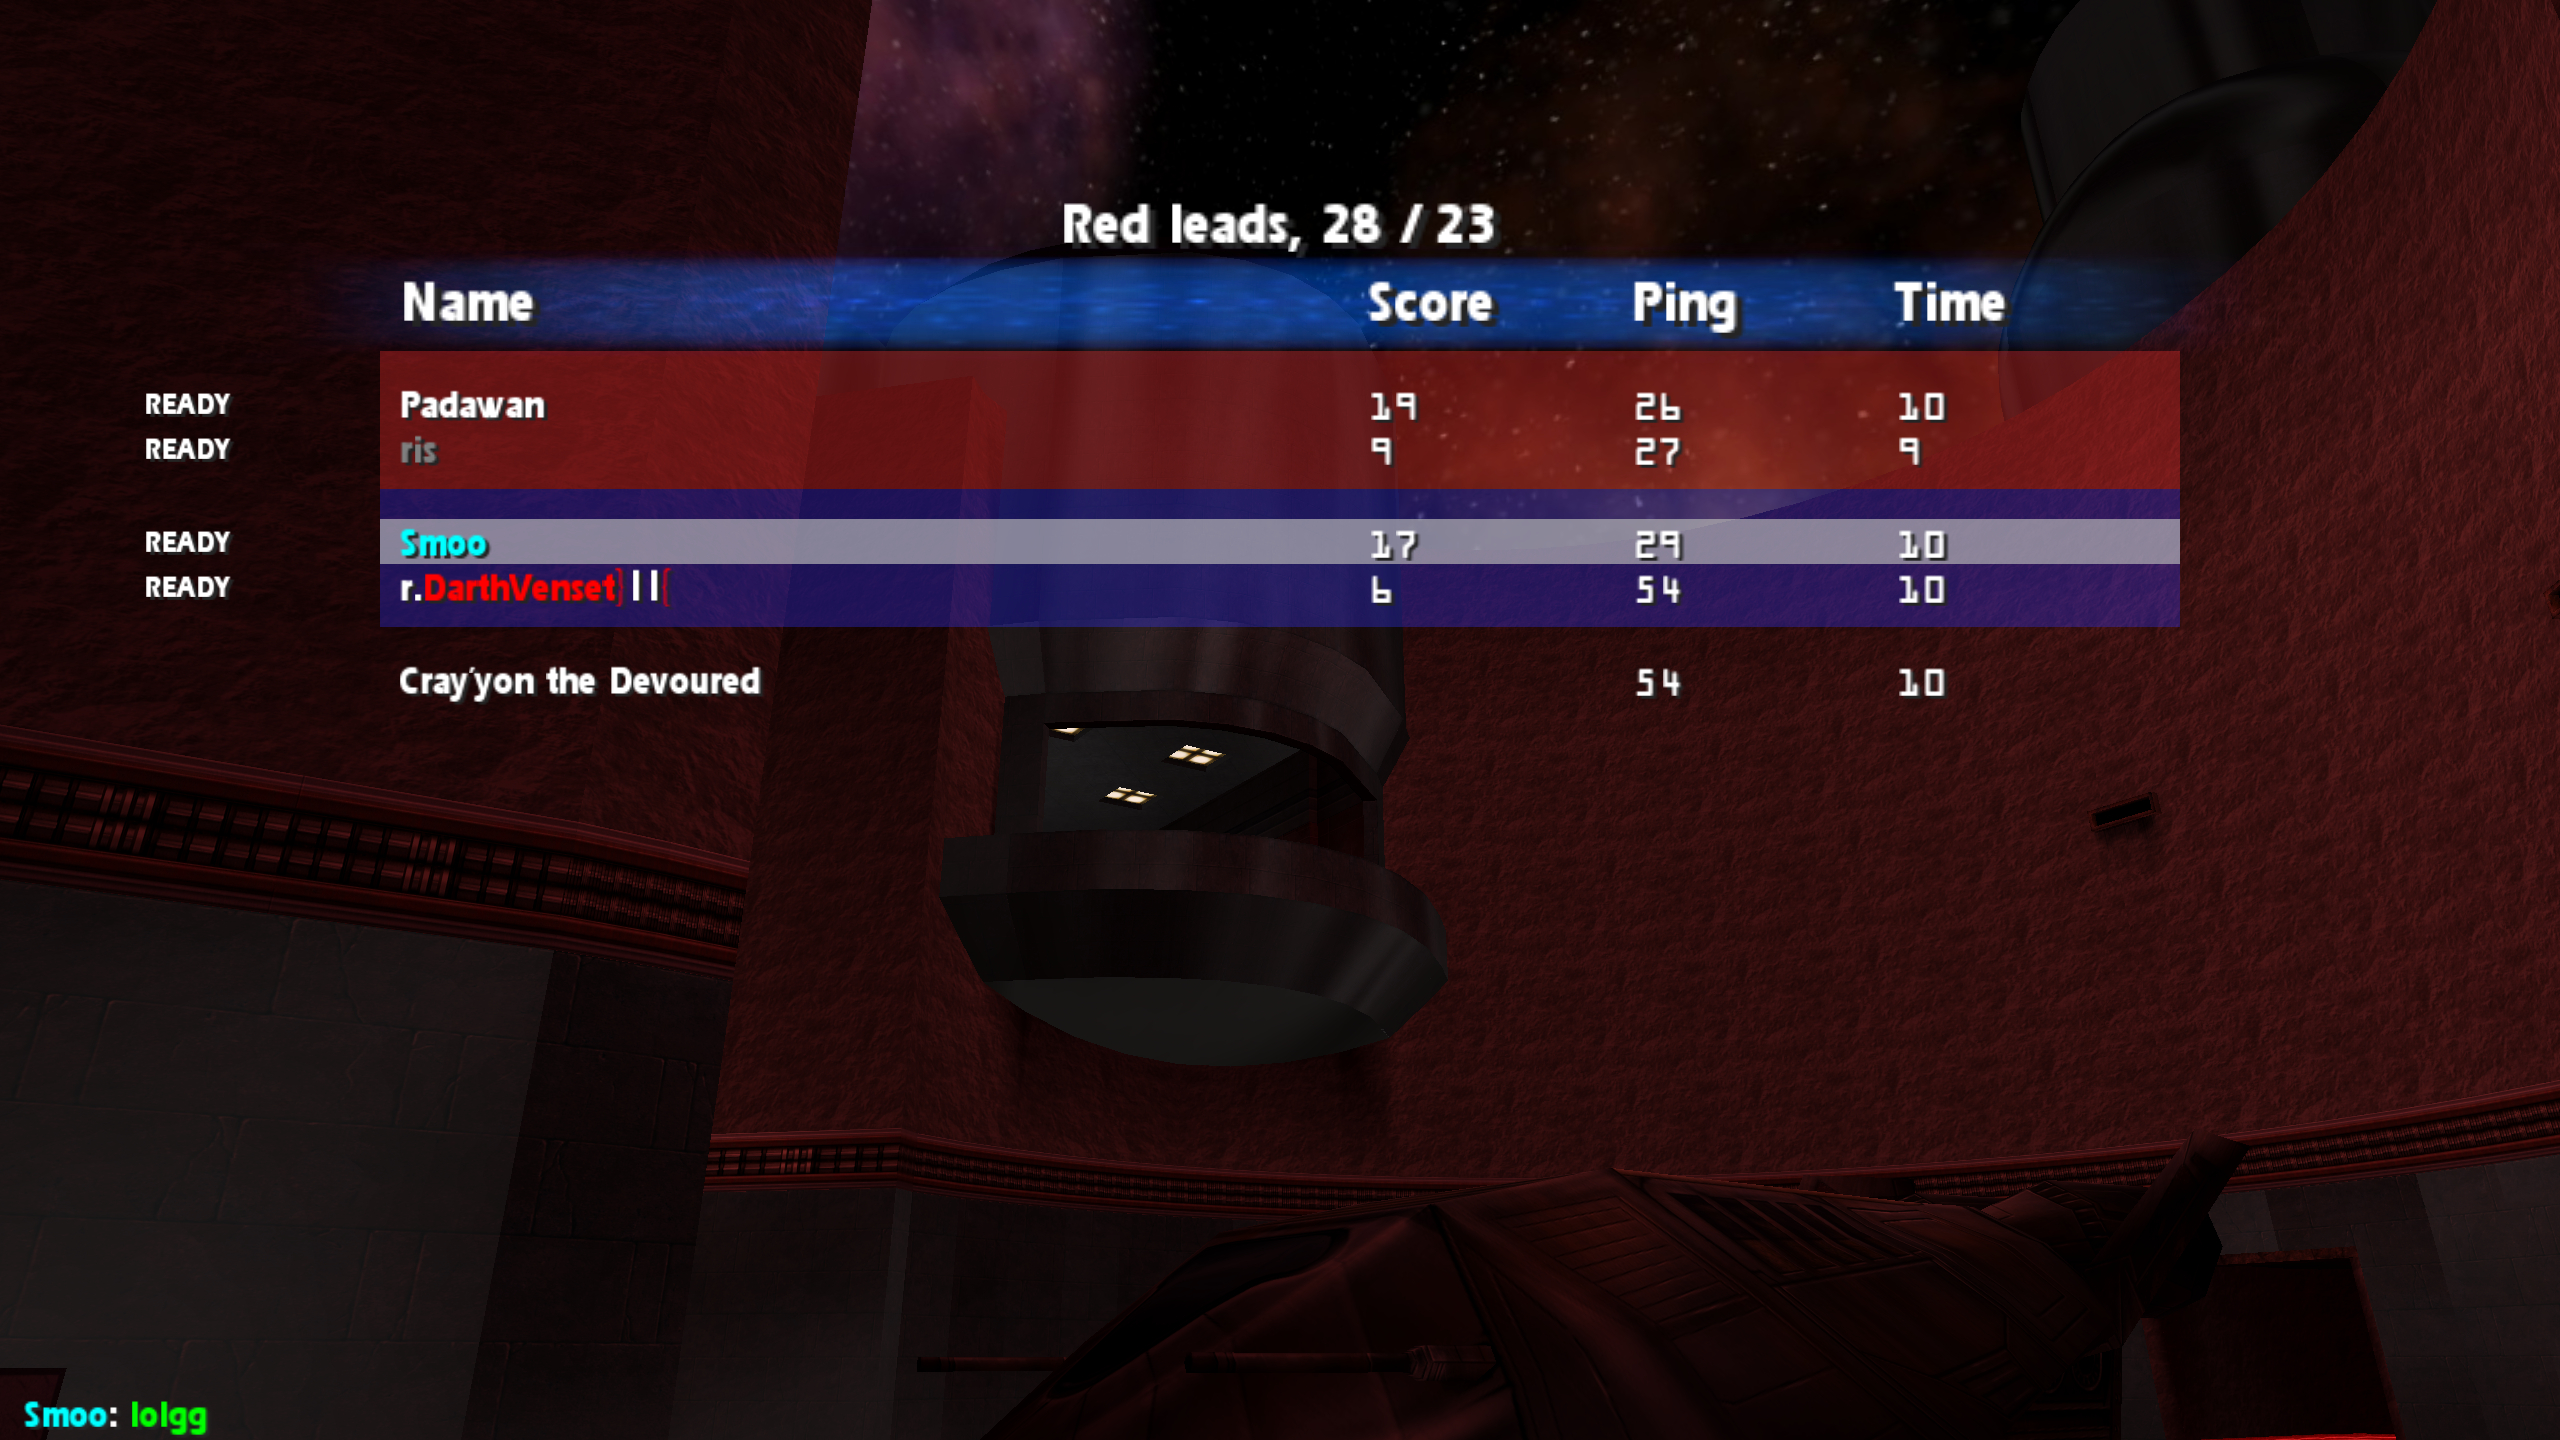 Red leads, 28 / 23
Name Score Ping Time
READY Padawan 19 26 10
READY ris 9 27 9
READY Smoo 17 29 10
READY r.DarthVenset}||{ 6 54 10
Cray'yon the Devoured 54 10
Smoo: lolgg